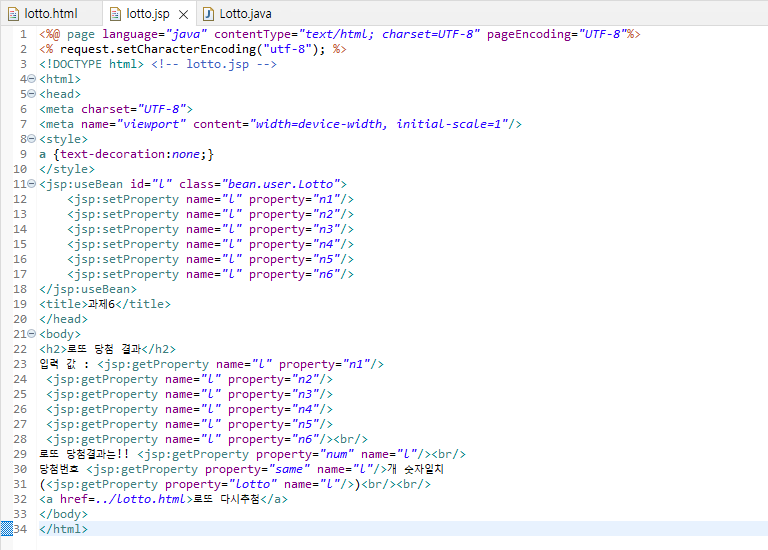 lotto.html lotto.jsp Lotto.java
1 <%@ page language="java" contentType="text/html; charset=UTF-8" pageEncoding="UTF-8"%>
2 <% request.setCharacterEncoding("utf-8"); %>
3 <!DOCTYPE html> <!-- lotto.jsp -->
4 <html>
5 <head>
6 <meta charset="UTF-8">
7 <meta name="viewport" content="width=device-width, initial-scale=1"/>
8 <style>
9 a {text-decoration:none;}
10 </style>
11 <jsp:useBean id="l" class="bean.user.Lotto">
12 <jsp:setProperty name="l" property="n1"/>
13 <jsp:setProperty name="l" property="n2"/>
14 <jsp:setProperty name="l" property="n3"/>
15 <jsp:setProperty name="l" property="n4"/>
16 <jsp:setProperty name="l" property="n5"/>
17 <jsp:setProperty name="l" property="n6"/>
18 </jsp:useBean>
19 <title>과제6</title>
20 </head>
21 <body>
22 <h2>로또 당첨 결과</h2>
23 입력 값 : <jsp:getProperty name="l" property="n1"/>
24 <jsp:getProperty name="l" property="n2"/>
25 <jsp:getProperty name="l" property="n3"/>
26 <jsp:getProperty name="l" property="n4"/>
27 <jsp:getProperty name="l" property="n5"/>
28 <jsp:getProperty name="l" property="n6"/><br/>
29 로또 당첨결과는!! <jsp:getProperty property="num" name="l"/><br/>
30 당첨번호 <jsp:getProperty property="same" name="l"/>개 숫자일치
31 (<jsp:getProperty property="lotto" name="l"/>)<br/><br/>
32 <a href=../lotto.html>로또 다시추첨</a>
33 </body>
34 </html>